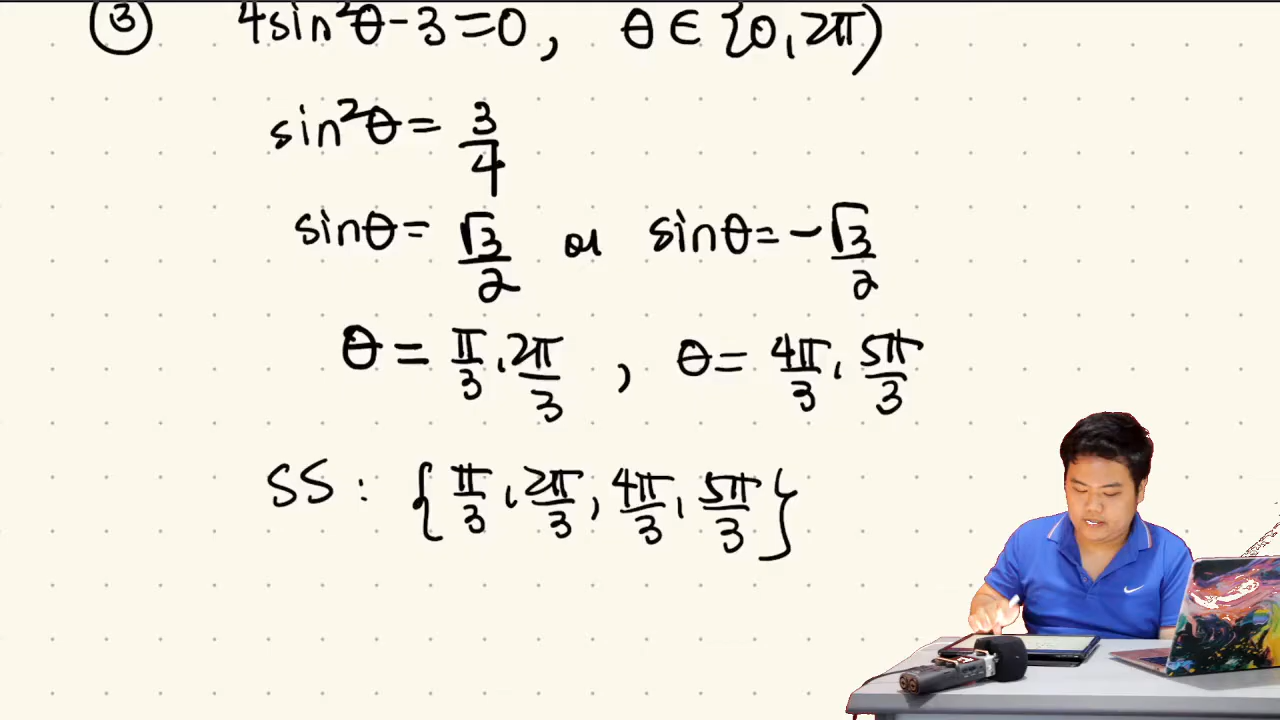 ③ 4sin²θ-3=0, θ∈{0,2π)
sin²θ = 3/4
sinθ = √3/2 or sinθ = -√3/2
θ = π/3, 2π/3, θ = 4π/3, 5π/3
SS: {π/3, 2π/3, 4π/3, 5π/3}